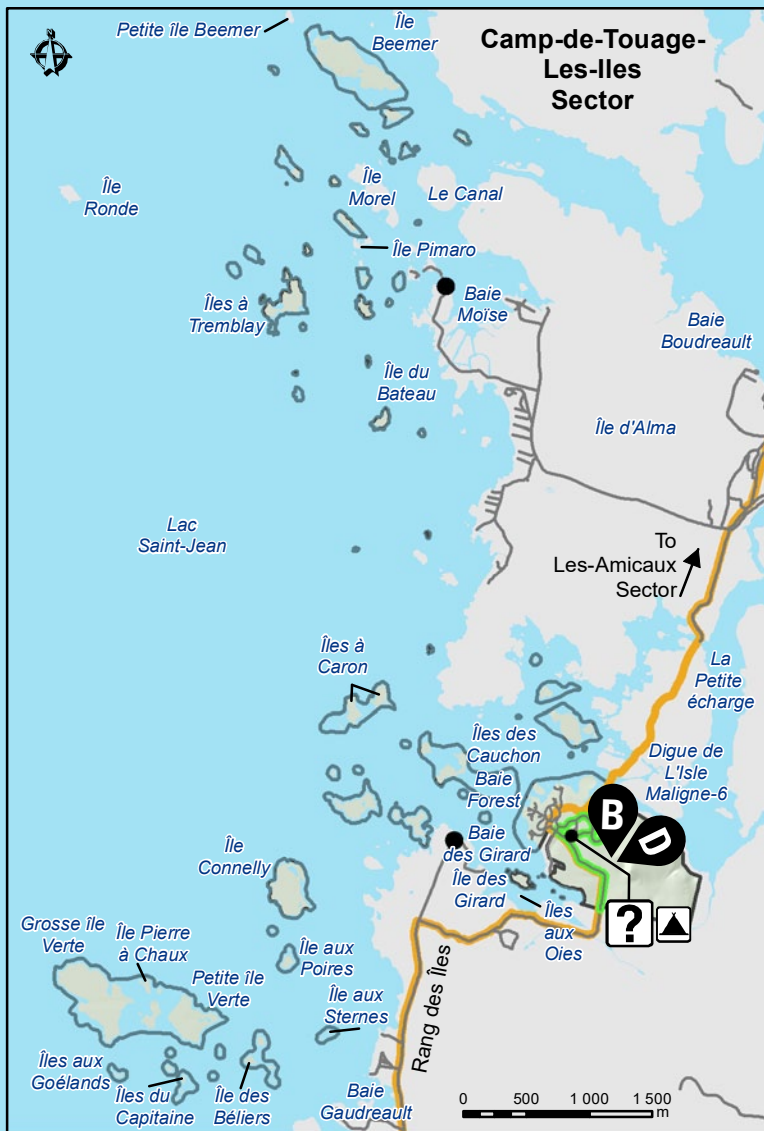 Petite île Beemer
Île
Beemer
Camp-de-Touage-
Les-Iles
Sector
Île
Ronde
Île
Morel
Le Canal
Île Pimaro
Îles à
Tremblay
Baie
Moïse
Baie
Boudreault
Île du
Bateau
Île d'Alma
Lac
Saint-Jean
To
Les-Amicaux
Sector
Îles à
Caron
La
Petite
écharge
Îles des
Cauchon
Baie
Forest
Digue de
L'Isle
Maligne-6
B
D
Baie
des Girard
Île
Connelly
Île des
Girard
Îles
aux
Oies
?
Grosse île
Verte
Île Pierre
à Chaux
Petite île
Verte
Île aux
Poires
Île aux
Sternes
Rang des Îles
Îles aux
Goélands
Îles du
Capitaine
Île des
Béliers
Baie
Gaudreault
0 500 1 000 1 500
m